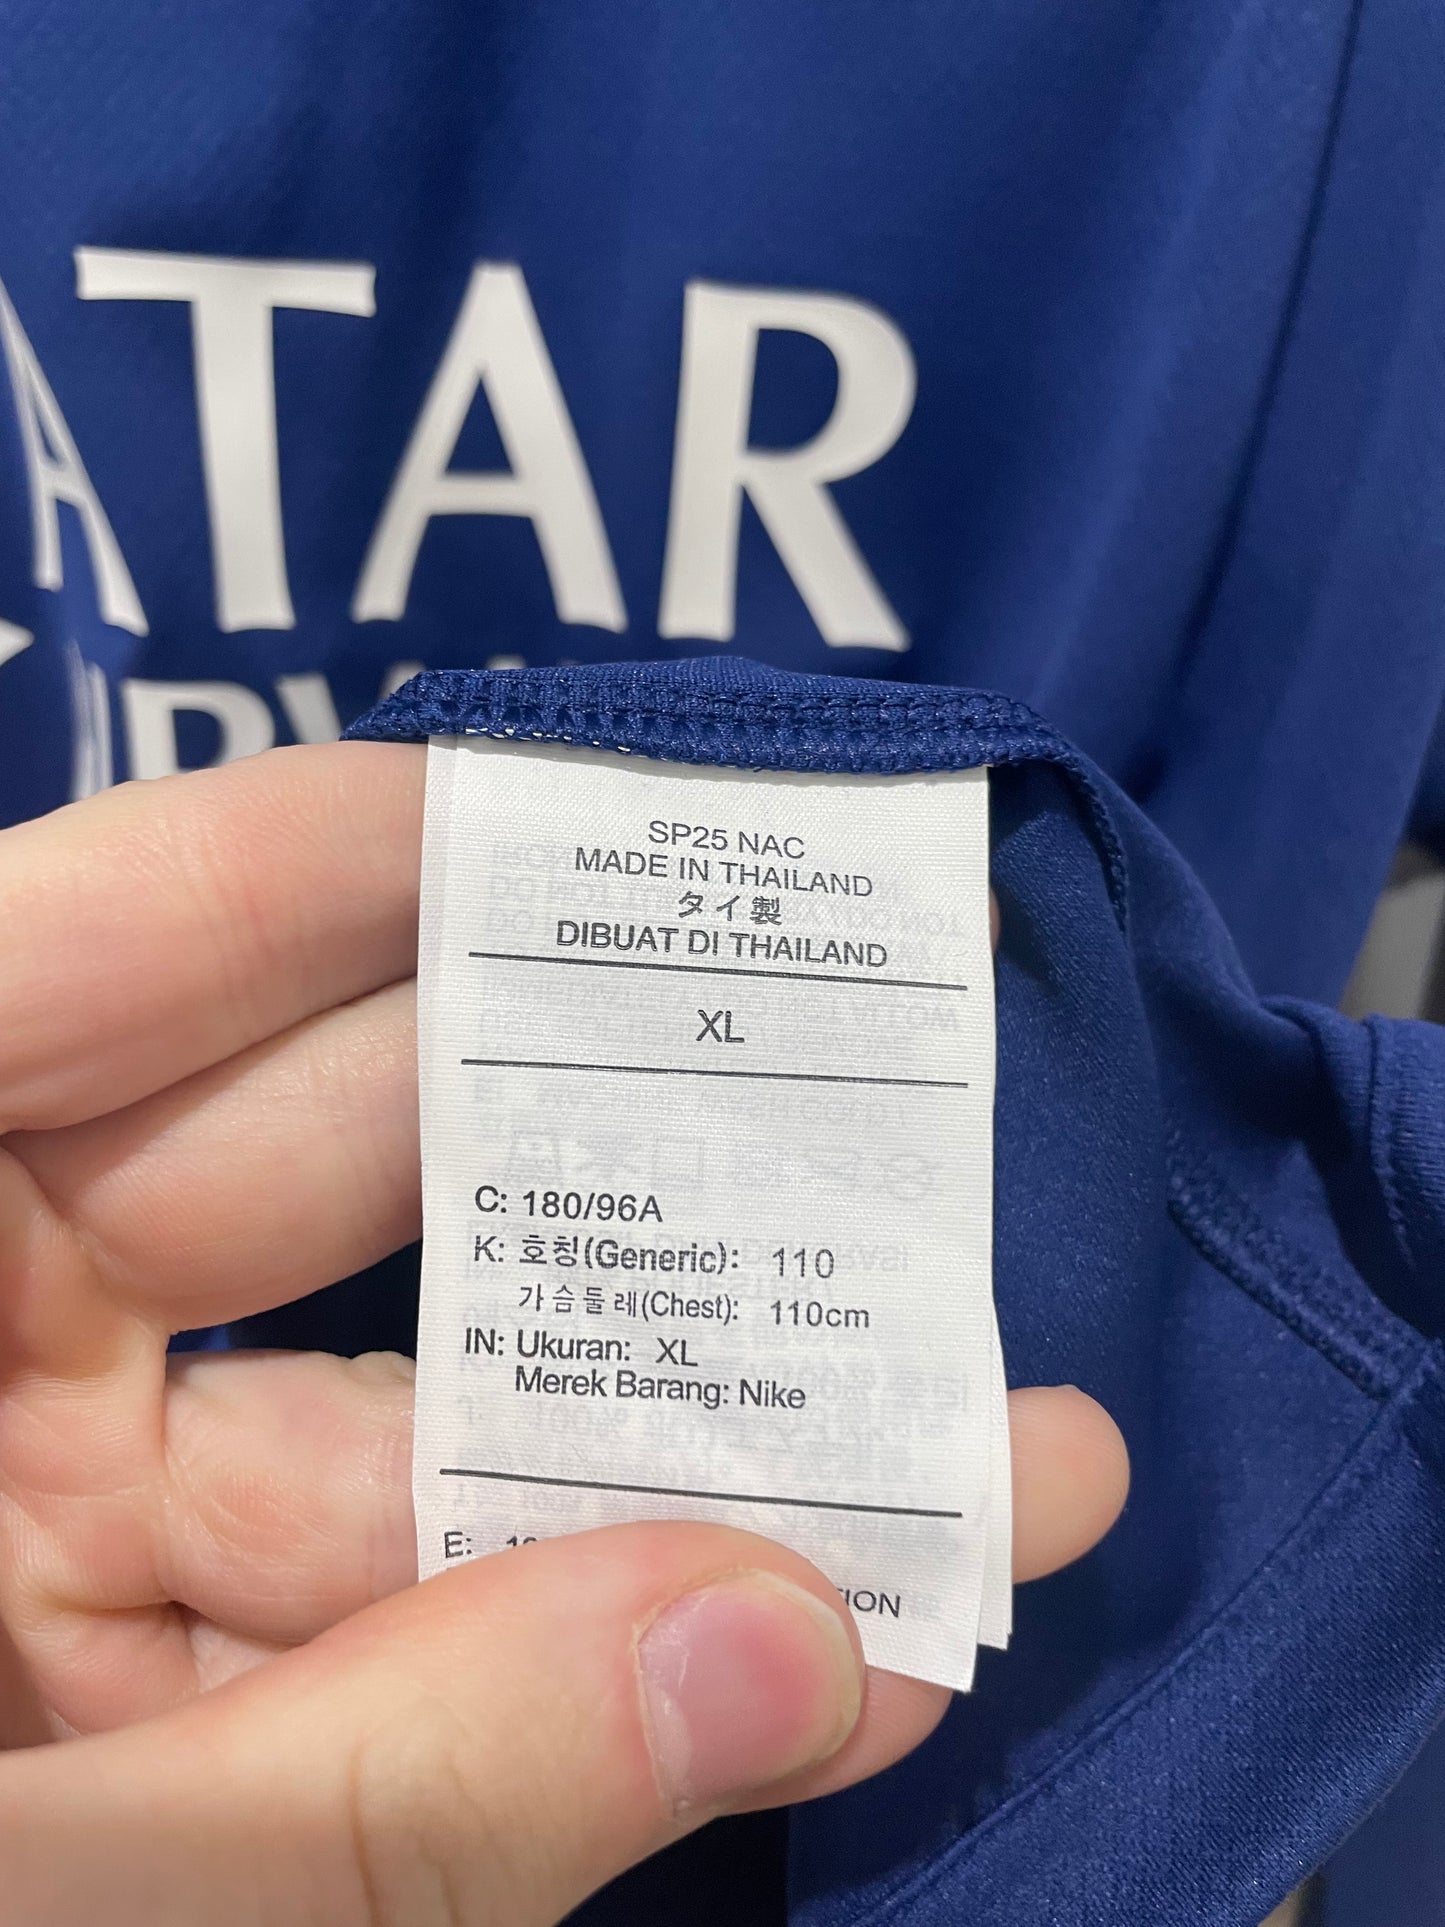 ATAR
SP25 NAC
MADE IN THAILAND
タイ製
DIBUAT DI THAILAND
XL
C: 180/96A
K: 호칭(Generic): 110
가슴둘레(Chest): 110cm
IN: Ukuran: XL
Merek Barang: Nike
E: